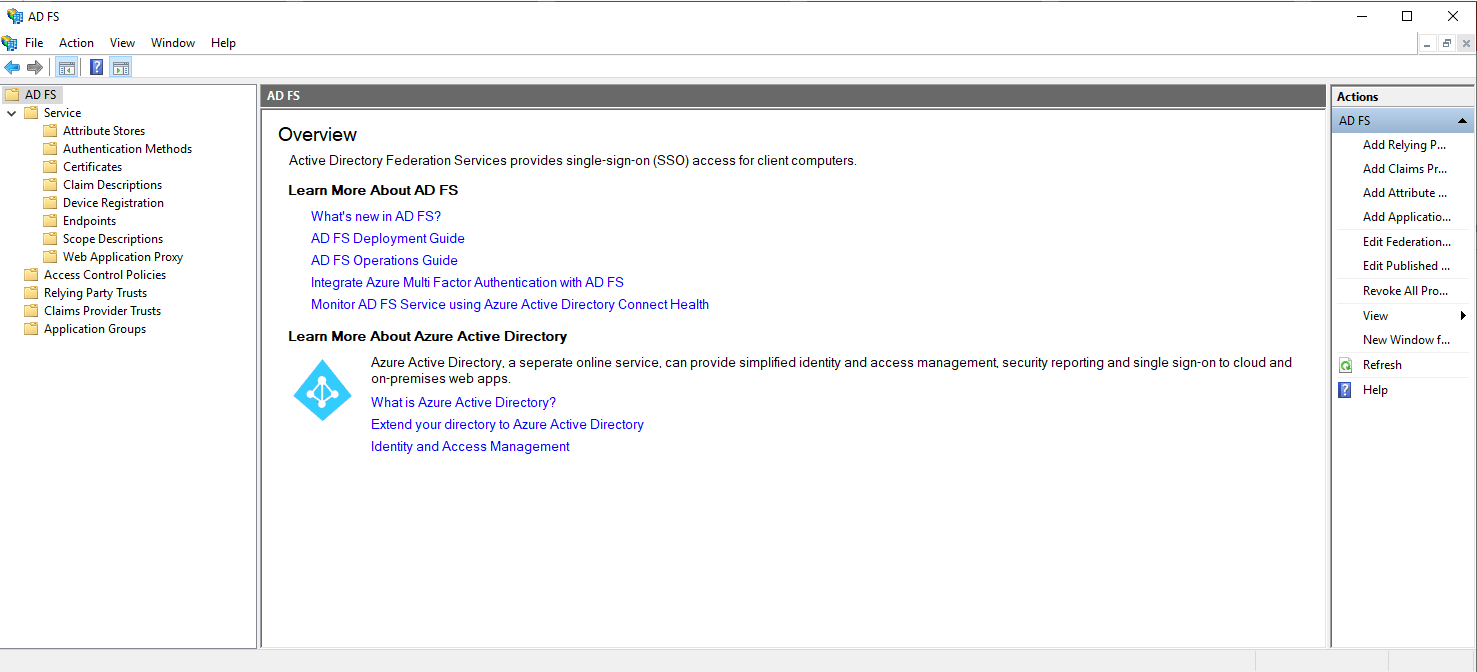 AD FS
File Action View Window Help
AD FS
Service
Attribute Stores
Authentication Methods
Certificates
Claim Descriptions
Device Registration
Endpoints
Scope Descriptions
Web Application Proxy
Access Control Policies
Relying Party Trusts
Claims Provider Trusts
Application Groups
AD FS
Overview
Active Directory Federation Services provides single-sign-on (SSO) access for client computers.
Learn More About AD FS
What's new in AD FS?
AD FS Deployment Guide
AD FS Operations Guide
Integrate Azure Multi Factor Authentication with AD FS
Monitor AD FS Service using Azure Active Directory Connect Health
Learn More About Azure Active Directory
Azure Active Directory, a seperate online service, can provide simplified identity and access management, security reporting and single sign-on to cloud and
on-premises web apps.
What is Azure Active Directory?
Extend your directory to Azure Active Directory
Identity and Access Management
Actions
AD FS
Add Relying P...
Add Claims Pr...
Add Attribute ...
Add Applicatio...
Edit Federation...
Edit Published ...
Revoke All Pro...
View
New Window f...
Refresh
Help